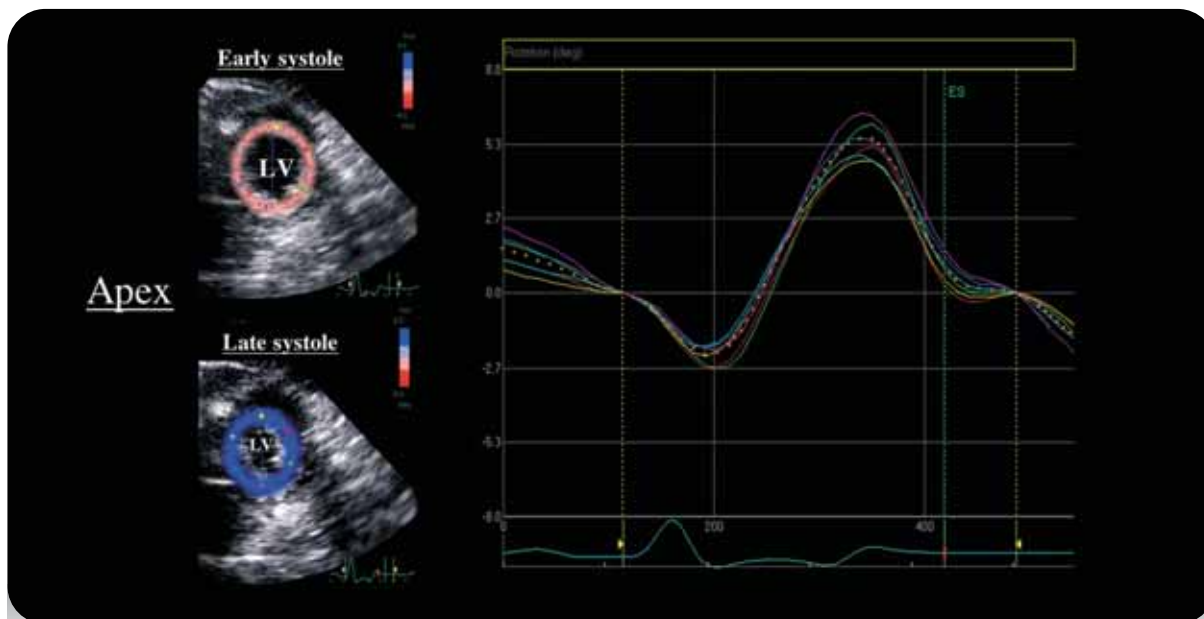 Early systole
LV
Apex
Late systole
LV
Rotation (deg)
8.0
5.3
2.7
0.0
-2.7
-5.3
-8.0
ES
0
200
400